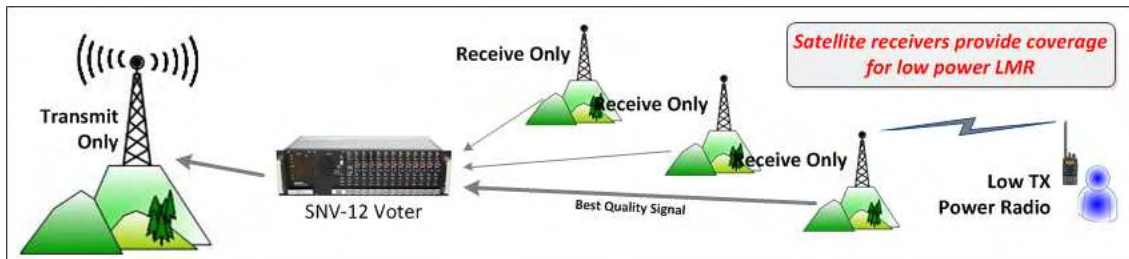 Transmit
Only
SNV-12 Voter
Receive Only
Receive Only
Receive Only
Best Quality Signal
Satellite receivers provide coverage
for low power LMR
Low TX
Power Radio